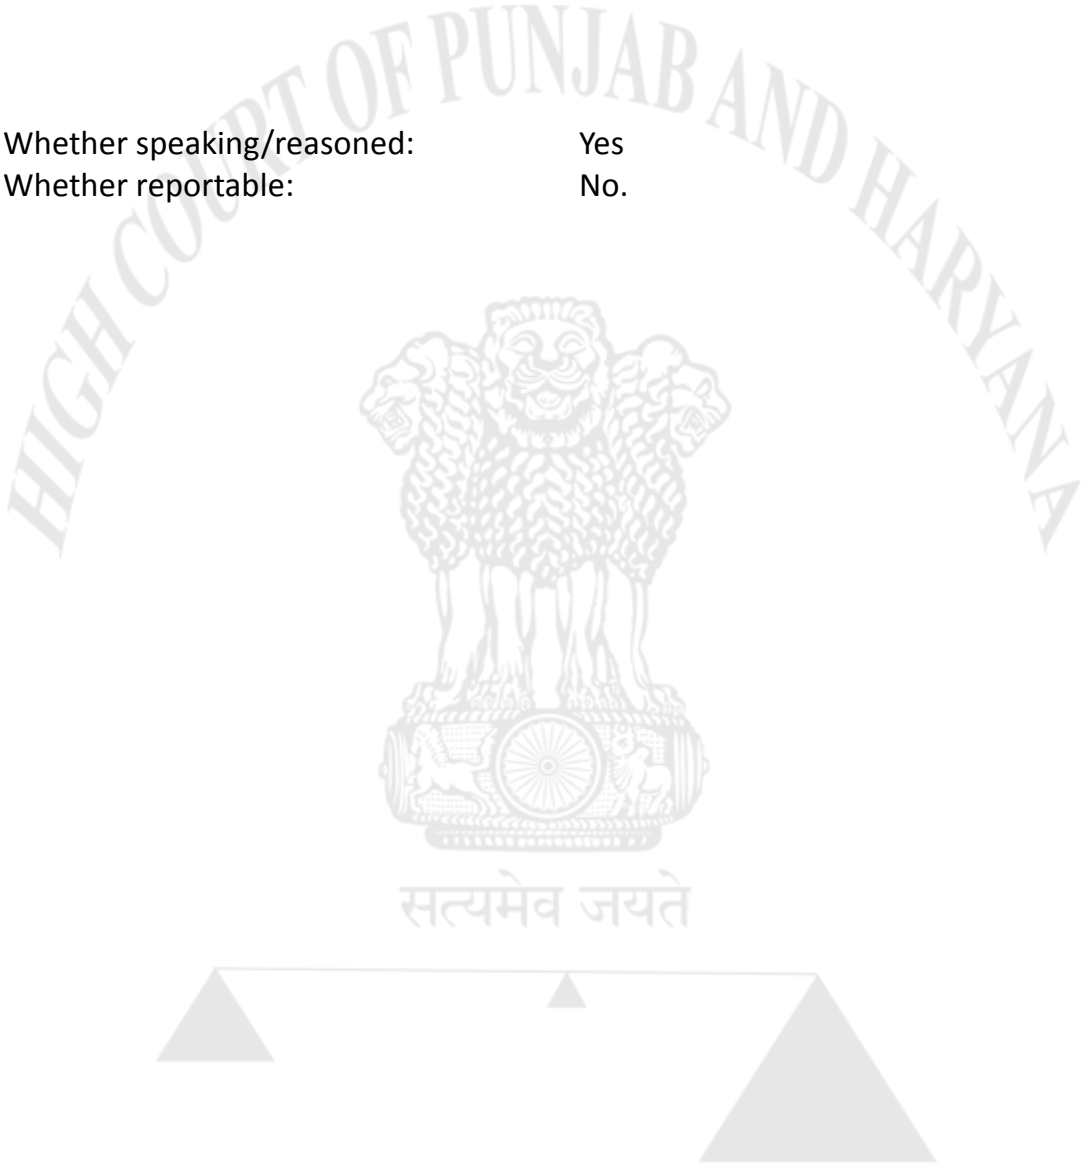 HIGH COURT OF PUNJAB AND HARYANA
Whether speaking/reasoned: Yes
Whether reportable: No.
सत्यमेव जयते